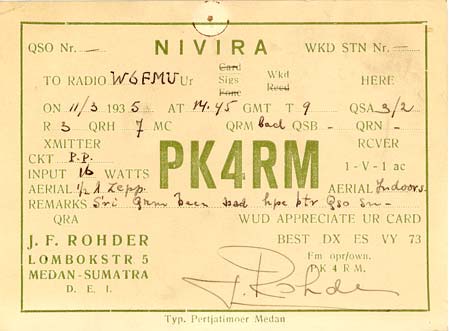 QSO Nr. — NIVIRA WKD STN Nr. —
TO RADIO W6FMU Ur Card Sigs Fone Wkd Recd HERE
ON 11/3 1935 AT 14.45 GMT T 9 QSA 3/2
R 3 QRH 7 MC QRM bad QSB - QRN -
XMITTER RCVER
CKT P.P. PK4RM 1-V-1 ac
INPUT 16 WATTS
AERIAL 1/2 λ Zepp. AERIAL Indoors.
REMARKS Sri Qrm been bad hpe btr Qso sn—
QRA WUD APPRECIATE UR CARD
J. F. ROHDER BEST DX ES VY 73
LOMBOKSTR 5 Fm opr/own.
MEDAN-SUMATRA PK4RM.
D. E. I. J. Rohder
Typ. Pertjatimoer Medan